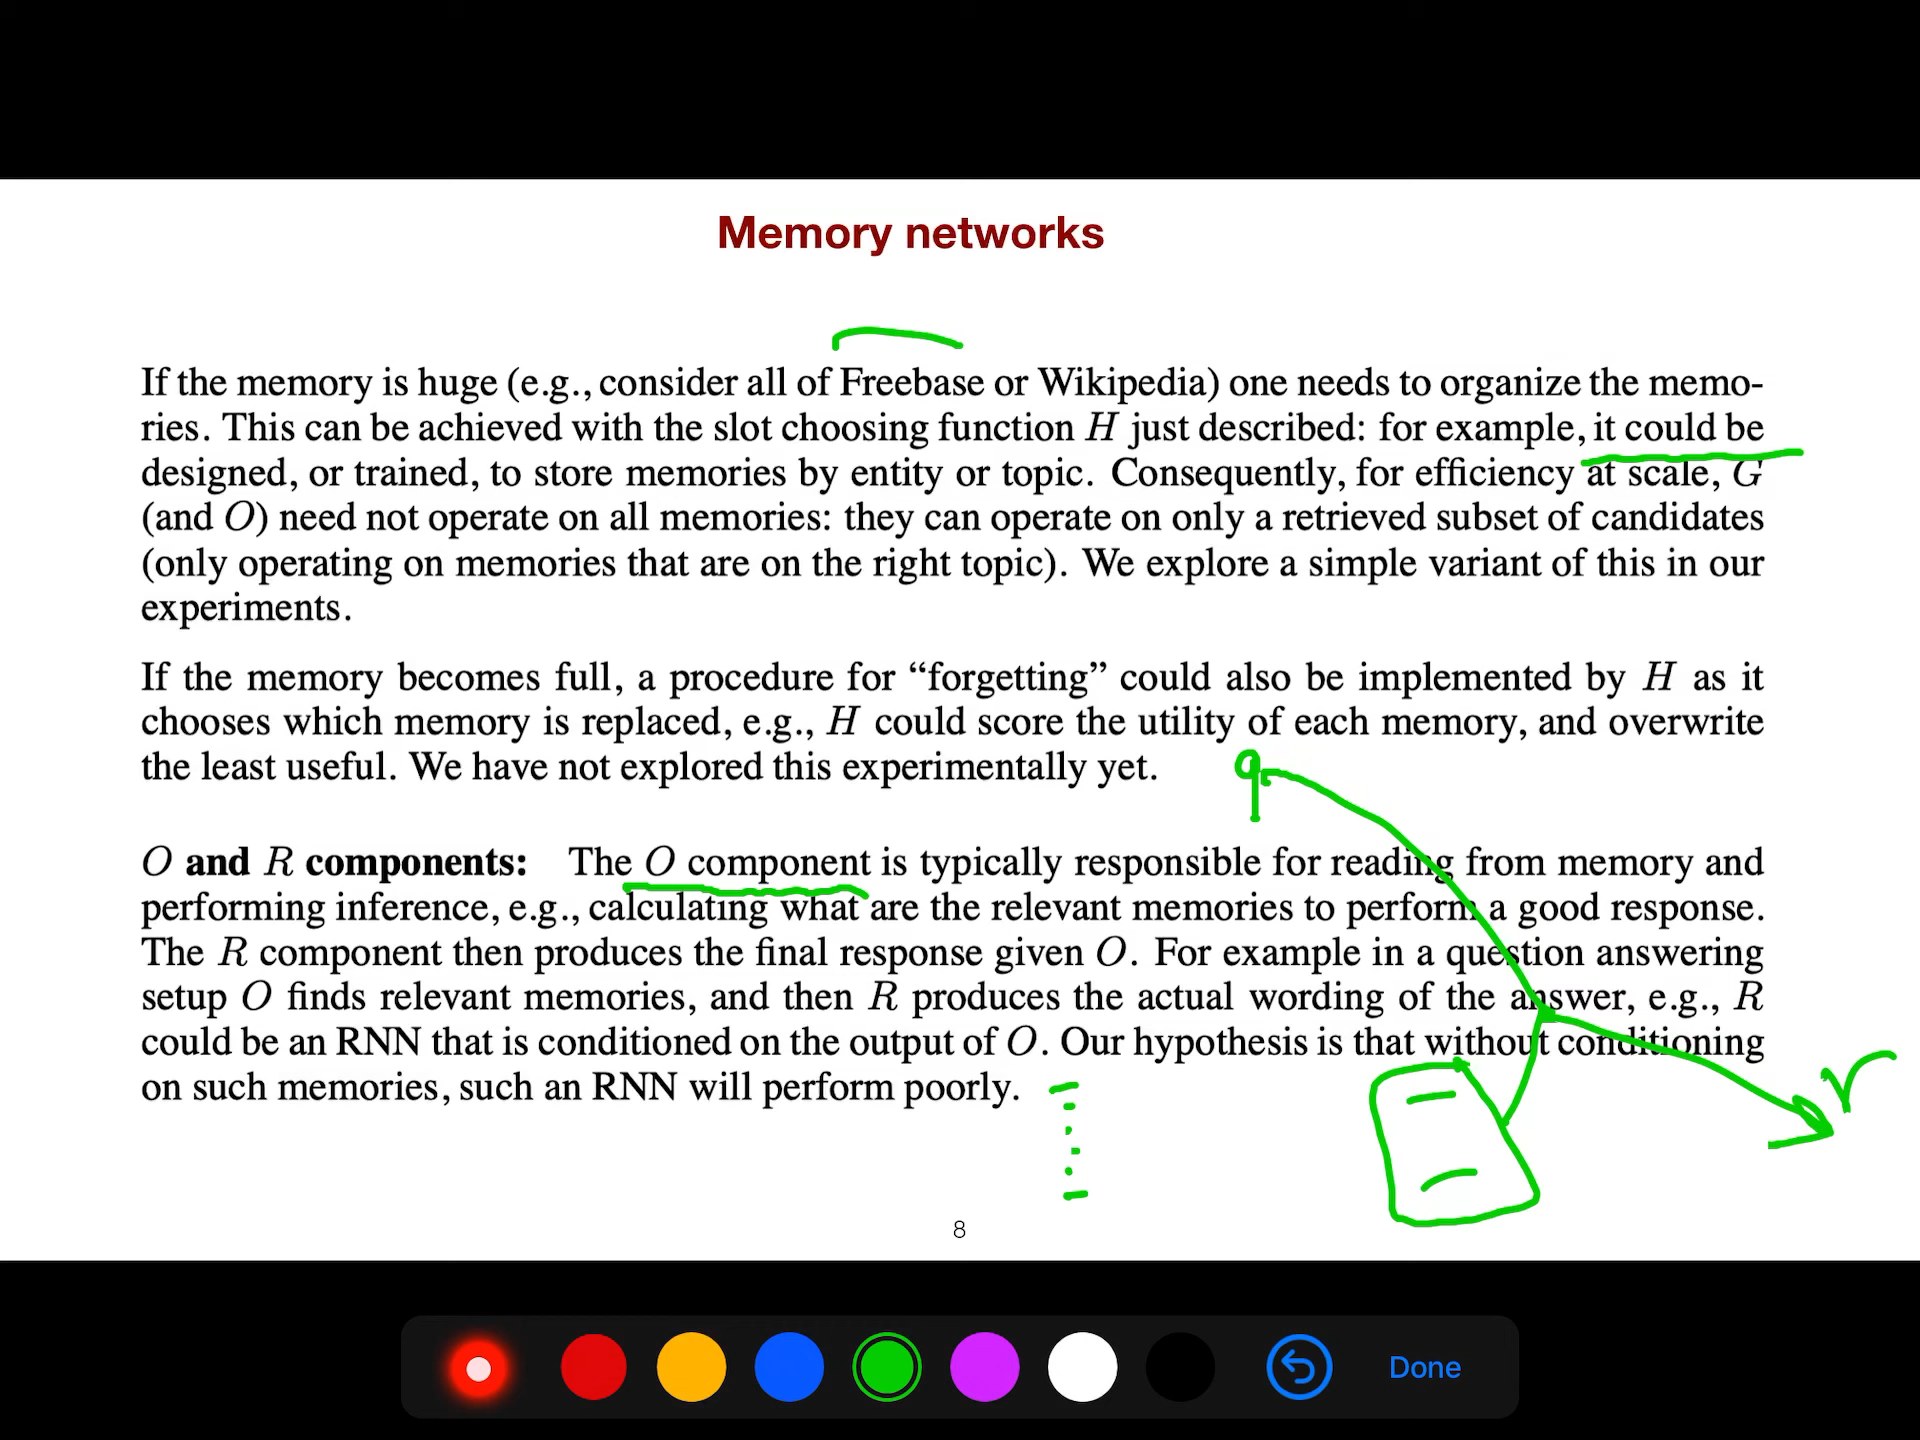 Memory networks
If the memory is huge (e.g., consider all of Freebase or Wikipedia) one needs to organize the memo-
ries. This can be achieved with the slot choosing function H just described: for example, it could be
designed, or trained, to store memories by entity or topic. Consequently, for efficiency at scale, G
(and O) need not operate on all memories: they can operate on only a retrieved subset of candidates
(only operating on memories that are on the right topic). We explore a simple variant of this in our
experiments.
If the memory becomes full, a procedure for “forgetting” could also be implemented by H as it
chooses which memory is replaced, e.g., H could score the utility of each memory, and overwrite
the least useful. We have not explored this experimentally yet.
q
O and R components: The O component is typically responsible for reading from memory and
performing inference, e.g., calculating what are the relevant memories to perform a good response.
The R component then produces the final response given O. For example in a question answering
setup O finds relevant memories, and then R produces the actual wording of the answer, e.g., R
could be an RNN that is conditioned on the output of O. Our hypothesis is that without conditioning
on such memories, such an RNN will perform poorly.
r
8
Done